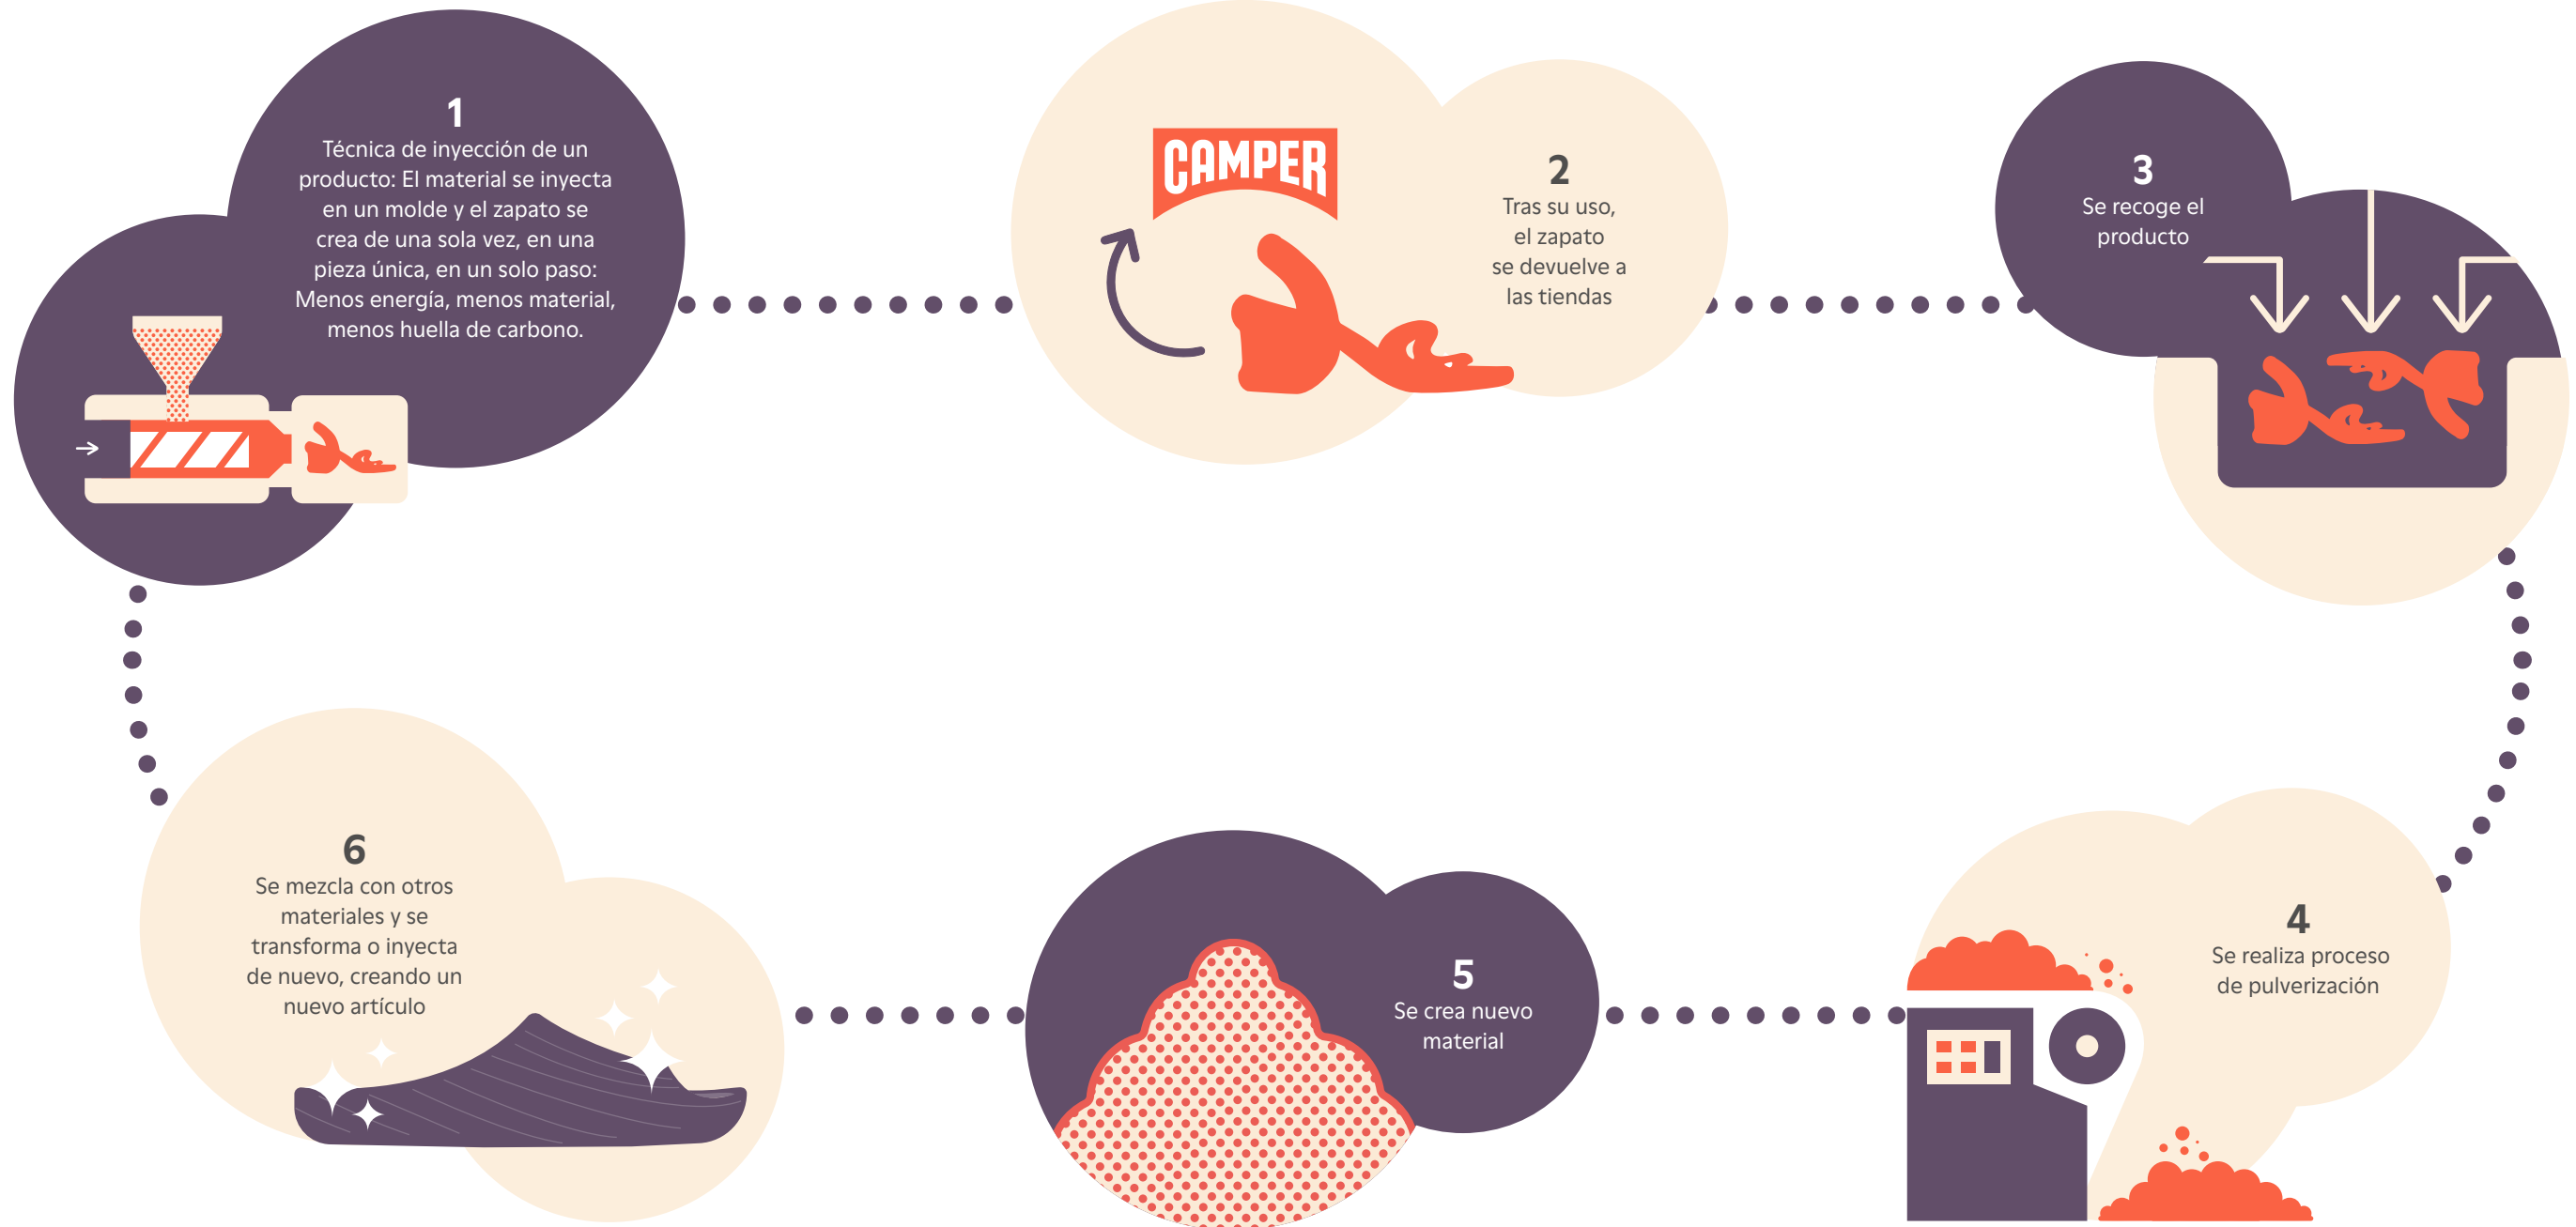 1
Técnica de inyección de un
producto: El material se inyecta
en un molde y el zapato se
crea de una sola vez, en una
pieza única, en un solo paso:
Menos energía, menos material,
menos huella de carbono.
CAMPER
2
Tras su uso,
el zapato
se devuelve a
las tiendas
3
Se recoge el
producto
4
Se realiza proceso
de pulverización
5
Se crea nuevo
material
6
Se mezcla con otros
materiales y se
transforma o inyecta
de nuevo, creando un
nuevo artículo